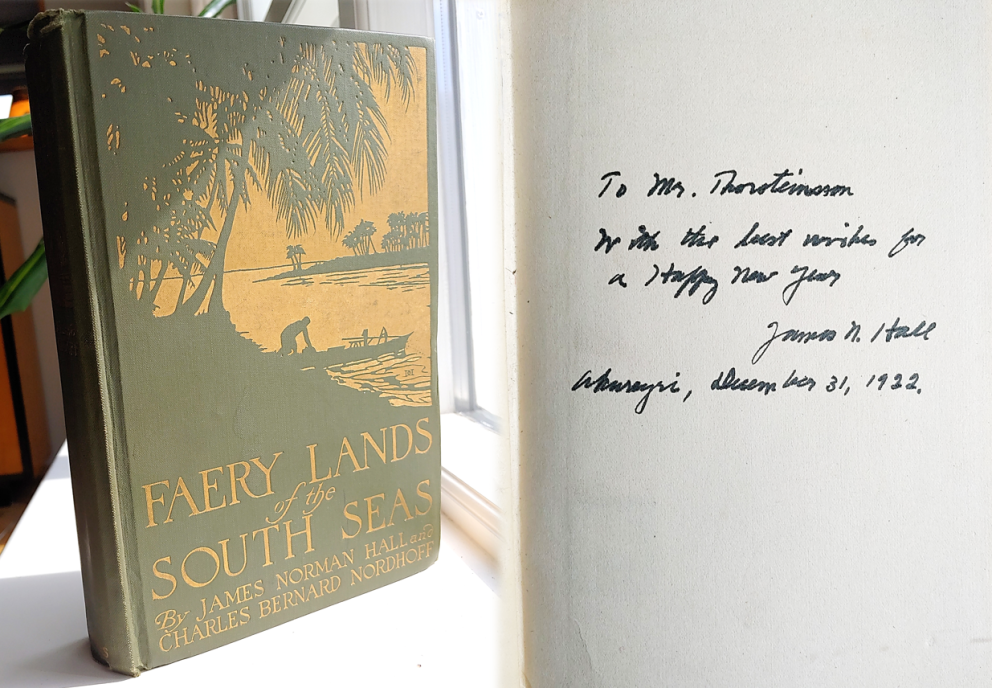 FAERY LANDS
of the
SOUTH SEAS
By JAMES NORMAN HALL and
CHARLES BERNARD NORDHOFF
To Mr. Thorsteinsson
With the best wishes for
a Happy New Year
James N. Hall
Akureyri, December 31, 1922.